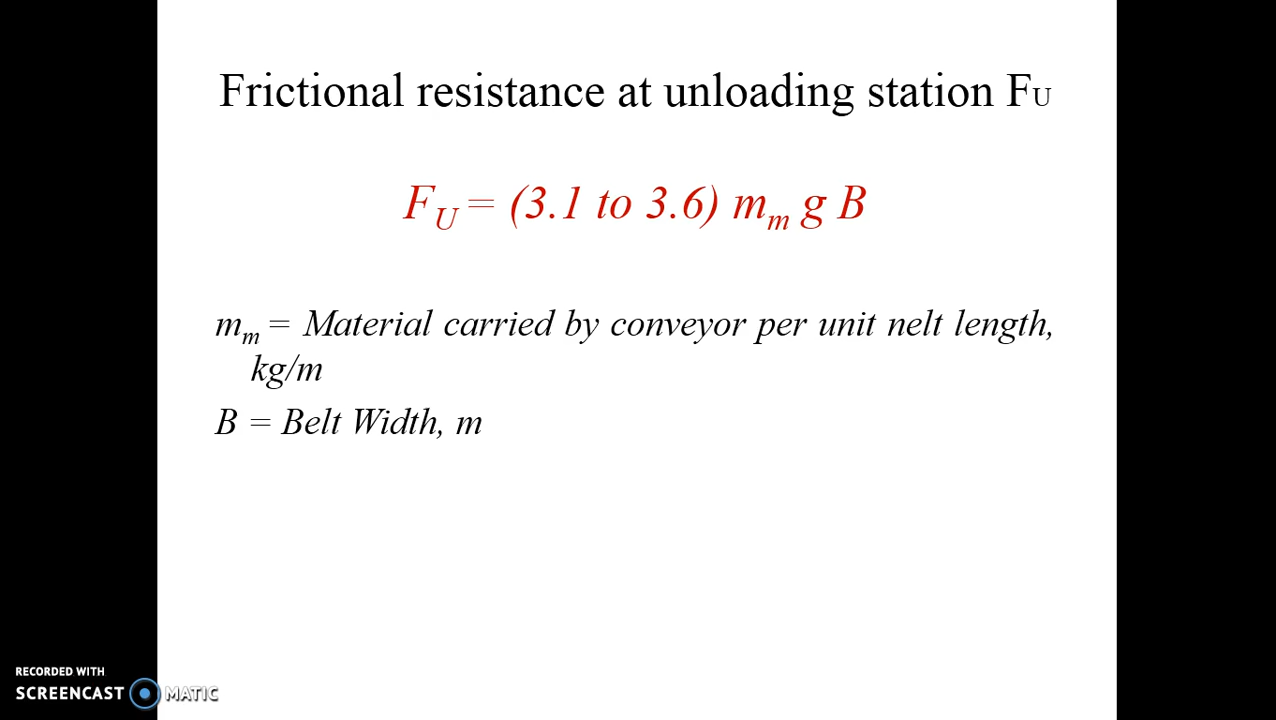 Frictional resistance at unloading station FU
FU = (3.1 to 3.6) mm g B
mm = Material carried by conveyor per unit nelt length,
kg/m
B = Belt Width, m
RECORDED WITH
SCREENCAST MATIC